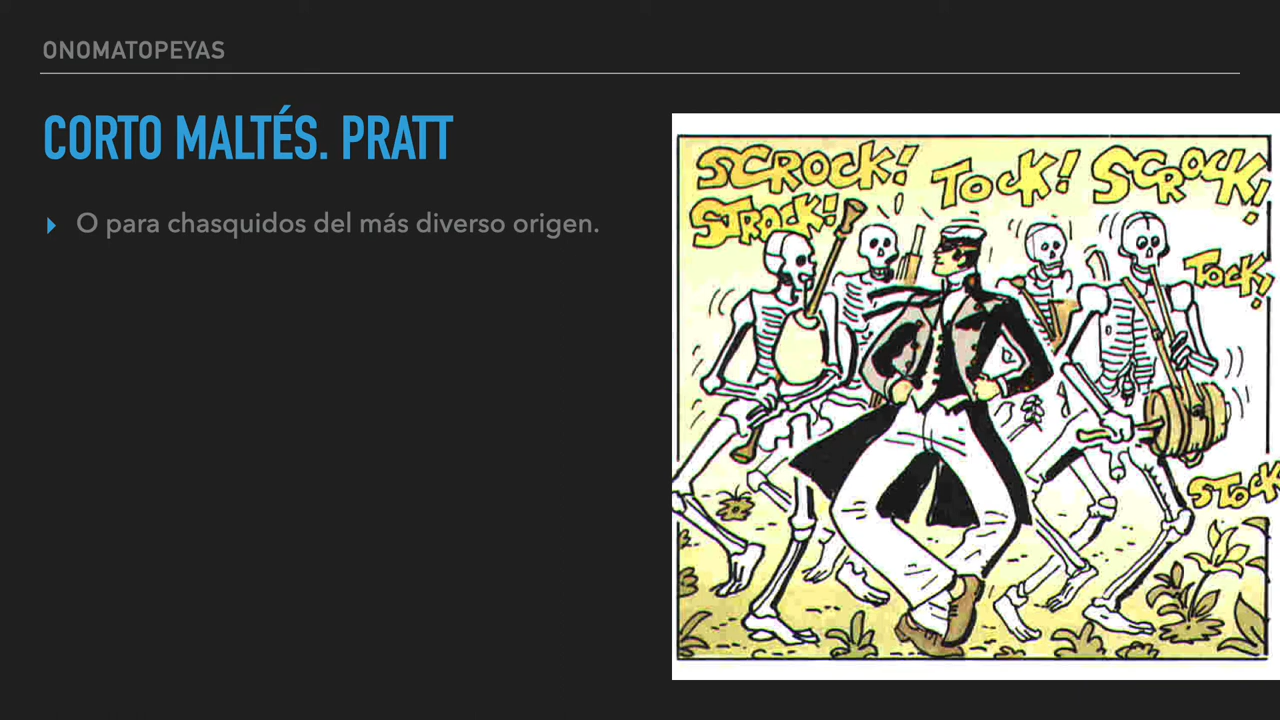 ONOMATOPEYAS
CORTO MALTÉS. PRATT
O para chasquidos del más diverso origen.
SCROCK! TOCK! SCROCK!
STROCK!
TOCK!
STOCK